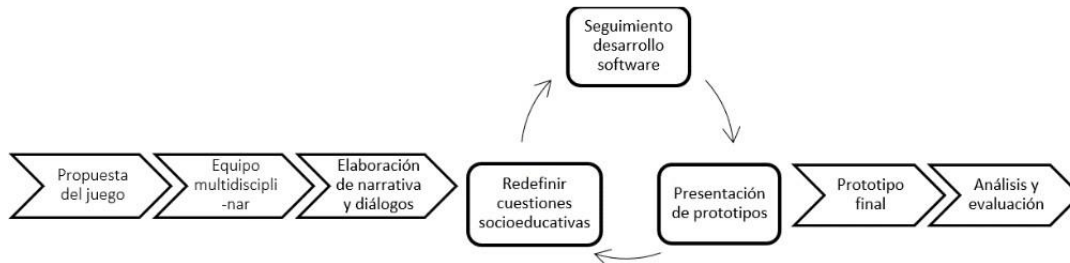 Seguimiento
desarrollo
software
Propuesta
del juego
Equipo
multidiscipli
-nar
Elaboración
de narrativa
y diálogos
Redefinir
cuestiones
socioeducativas
Presentación
de prototipos
Prototipo
final
Análisis y
evaluación